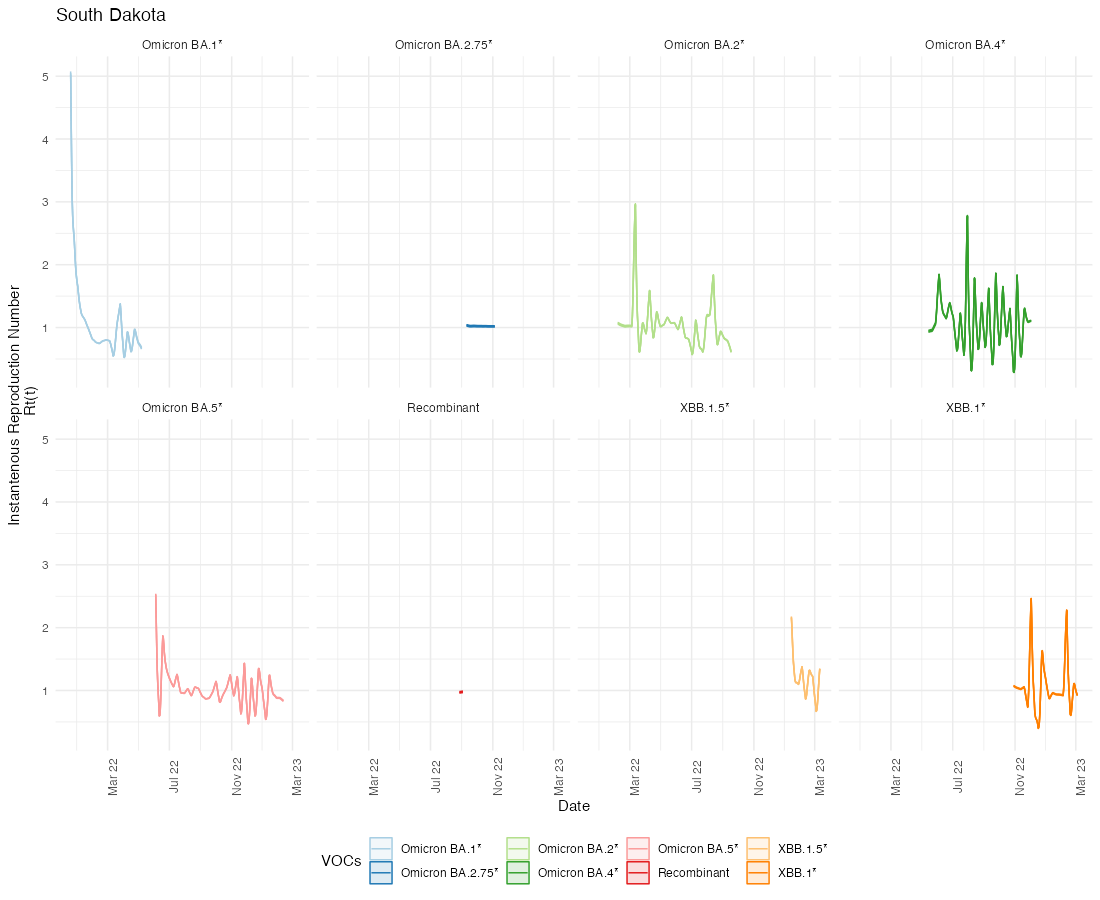 South Dakota
Omicron BA.1* Omicron BA.2.75* Omicron BA.2* Omicron BA.4*
5
4
3
2
1
Instantenous Reproduction Number
Rt(t)
Omicron BA.5* Recombinant XBB.1.5* XBB.1*
5
4
3
2
1
Mar 22 Jul 22 Nov 22 Mar 23 Mar 22 Jul 22 Nov 22 Mar 23 Mar 22 Jul 22 Nov 22 Mar 23 Mar 22 Jul 22 Nov 22 Mar 23
Date
VOCs
Omicron BA.1* Omicron BA.2* Omicron BA.5* XBB.1.5*
Omicron BA.2.75* Omicron BA.4* Recombinant XBB.1*